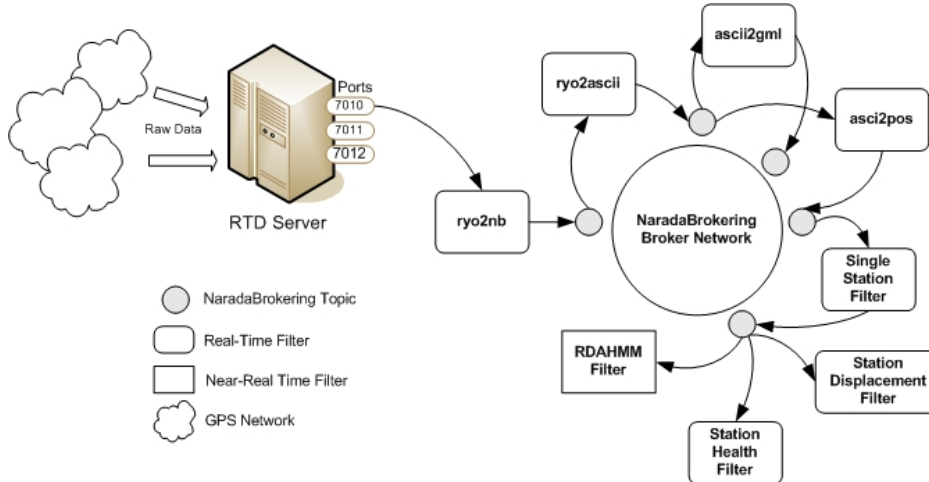 ascii2gml
ryo2ascii
Ports
7010
7011
7012
Raw Data
asci2pos
RTD Server
ryo2nb
NaradaBrokering
Broker Network
Single
Station
Filter
NaradaBrokering Topic
Real-Time Filter
Near-Real Time Filter
GPS Network
RDAHMM
Filter
Station
Displacement
Filter
Station
Health
Filter